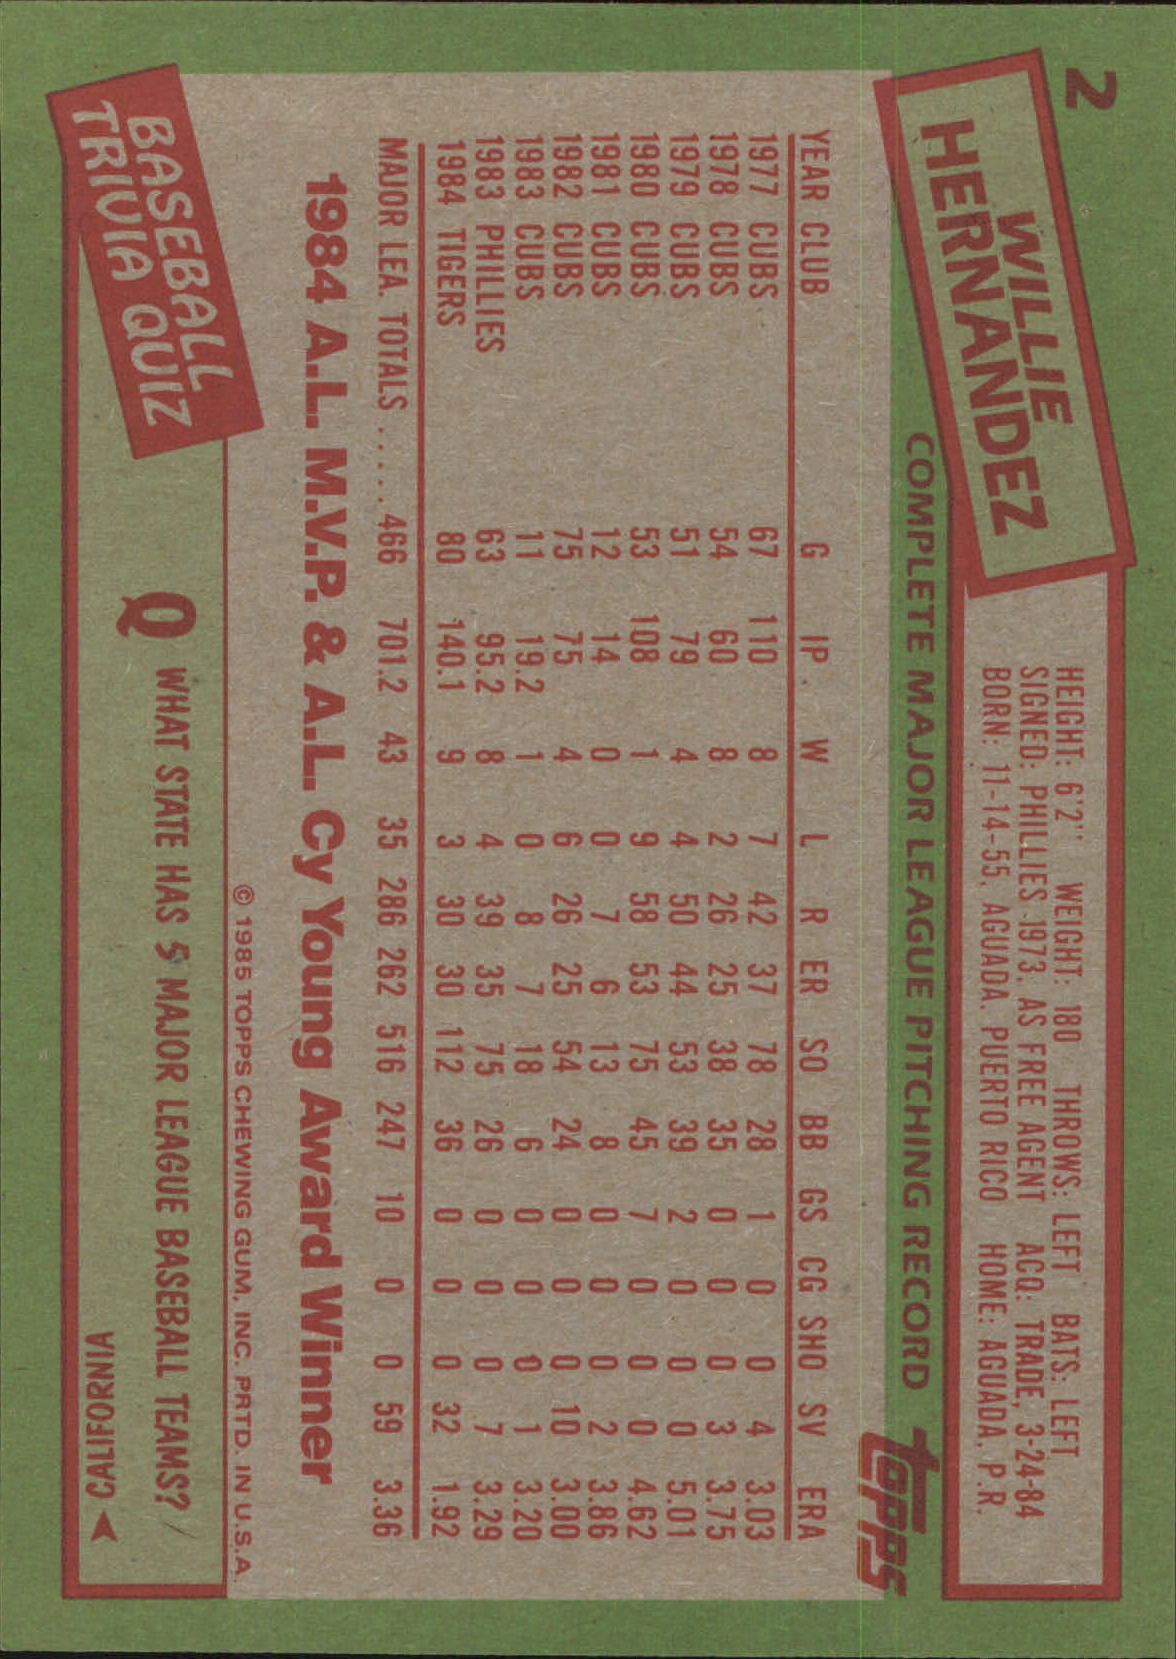 2
WILLIE
HERNANDEZ
HEIGHT: 6'2" WEIGHT: 180 THROWS: LEFT BATS: LEFT
SIGNED: PHILLIES-1973, AS FREE AGENT ACQ: TRADE, 3-24-84
BORN: 11-14-55, AGUADA, PUERTO RICO HOME: AGUADA, P.R.
COMPLETE MAJOR LEAGUE PITCHING RECORD
topps
YEAR CLUB G IP W L R ER SO BB GS CG SHO SV ERA
1977 CUBS 67 110 8 7 42 37 78 28 1 0 0 4 3.03
1978 CUBS 54 60 8 2 26 25 38 35 0 0 0 3 3.75
1979 CUBS 51 79 4 4 50 44 53 39 2 0 0 0 5.01
1980 CUBS 53 108 1 9 58 53 75 45 7 0 0 0 4.62
1981 CUBS 12 14 0 0 7 6 13 8 0 0 0 2 3.86
1982 CUBS 75 75 4 6 26 25 54 24 0 0 0 10 3.00
1983 CUBS 11 19.2 1 0 8 7 18 6 0 0 0 1 3.20
1983 PHILLIES 63 95.2 8 4 39 35 75 26 0 0 0 7 3.29
1984 TIGERS 80 140.1 9 3 30 30 112 36 0 0 0 32 1.92
MAJOR LEA. TOTALS ..... 466 701.2 43 35 286 262 516 247 10 0 0 59 3.36
1984 A.L. M.V.P. & A.L. Cy Young Award Winner
© 1985 TOPPS CHEWING GUM, INC. PRTD. IN U.S.A.
BASEBALL
TRIVIA QUIZ
Q WHAT STATE HAS 5 MAJOR LEAGUE BASEBALL TEAMS?
CALIFORNIA